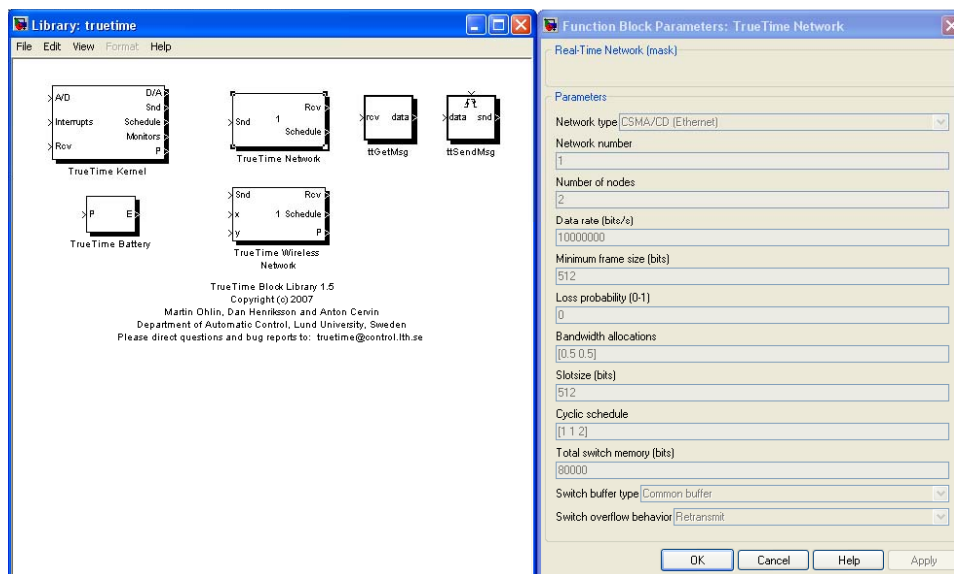 Library: truetime
File Edit View Format Help
A/D D/A
Snd
Interrupts Schedule
Monitors
Rcv P
TrueTime Kernel
Rcv
Snd 1
Schedule
TrueTime Network
rcv data
ttGetMsg
data snd
ttSendMsg
P E
TrueTime Battery
Snd Rcv
x 1 Schedule
y P
TrueTime Wireless
Network
TrueTime Block Library 1.5
Copyright (c) 2007
Martin Ohlin, Dan Henriksson and Anton Cervin
Department of Automatic Control, Lund University, Sweden
Please direct questions and bug reports to: truetime@control.lth.se
Function Block Parameters: TrueTime Network
Real-Time Network (mask)
Parameters
Network type CSMA/CD (Ethernet)
Network number
1
Number of nodes
2
Data rate (bits/s)
10000000
Minimum frame size (bits)
512
Loss probability (0-1)
0
Bandwidth allocations
[0.5 0.5]
Slotsize (bits)
512
Cyclic schedule
[1 1 2]
Total switch memory (bits)
80000
Switch buffer type Common buffer
Switch overflow behavior Retransmit
OK Cancel Help Apply